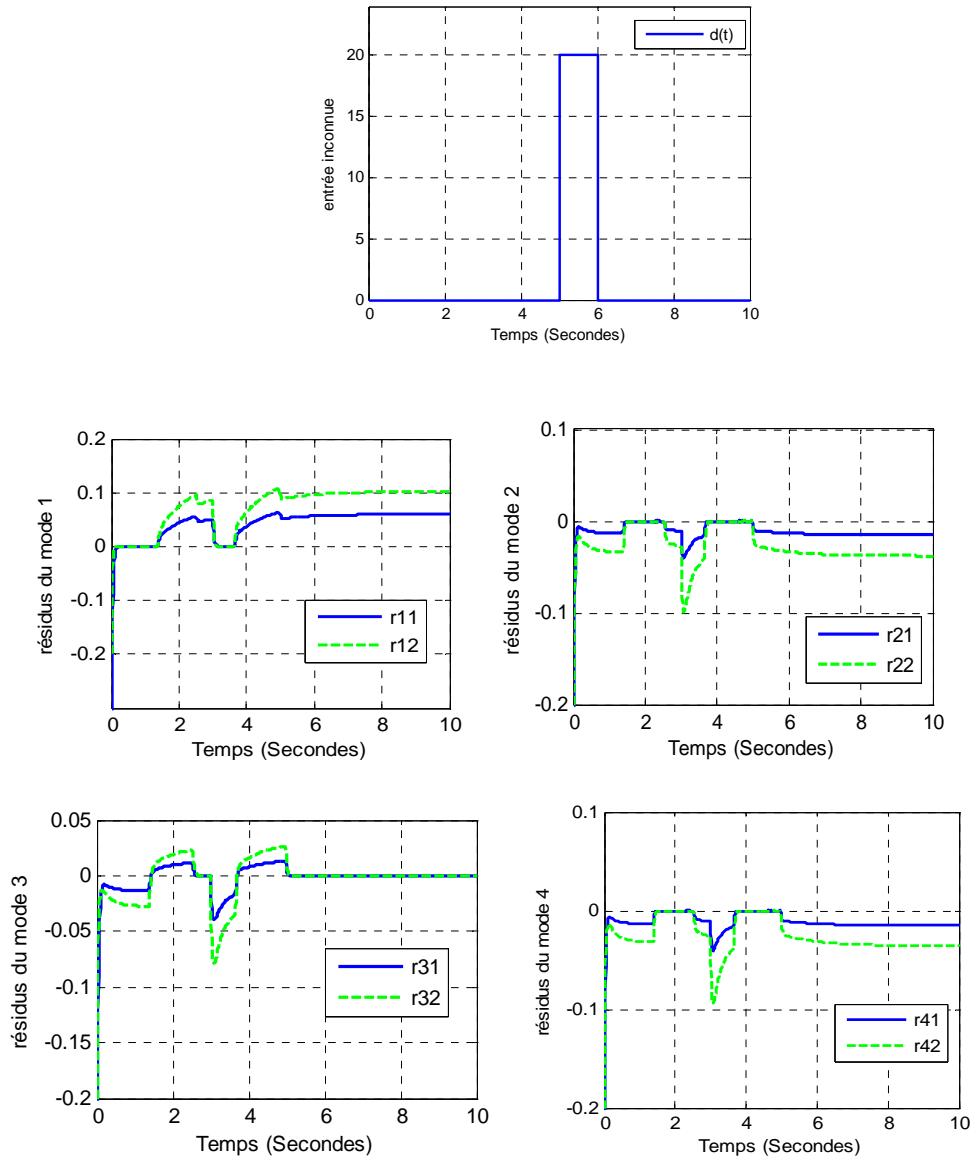 d(t)
entrée inconnue
20
15
10
5
0
0 2 4 6 8 10
Temps (Secondes)
résidus du mode 1
0.2
0.1
0
-0.1
-0.2
r11
r12
0 2 4 6 8 10
Temps (Secondes)
résidus du mode 2
0.1
0
-0.1
-0.2
r21
r22
0 2 4 6 8 10
Temps (Secondes)
résidus du mode 3
0.05
0
-0.05
-0.1
-0.15
-0.2
r31
r32
0 2 4 6 8 10
Temps (Secondes)
résidus du mode 4
0.1
0
-0.1
-0.2
r41
r42
0 2 4 6 8 10
Temps (Secondes)